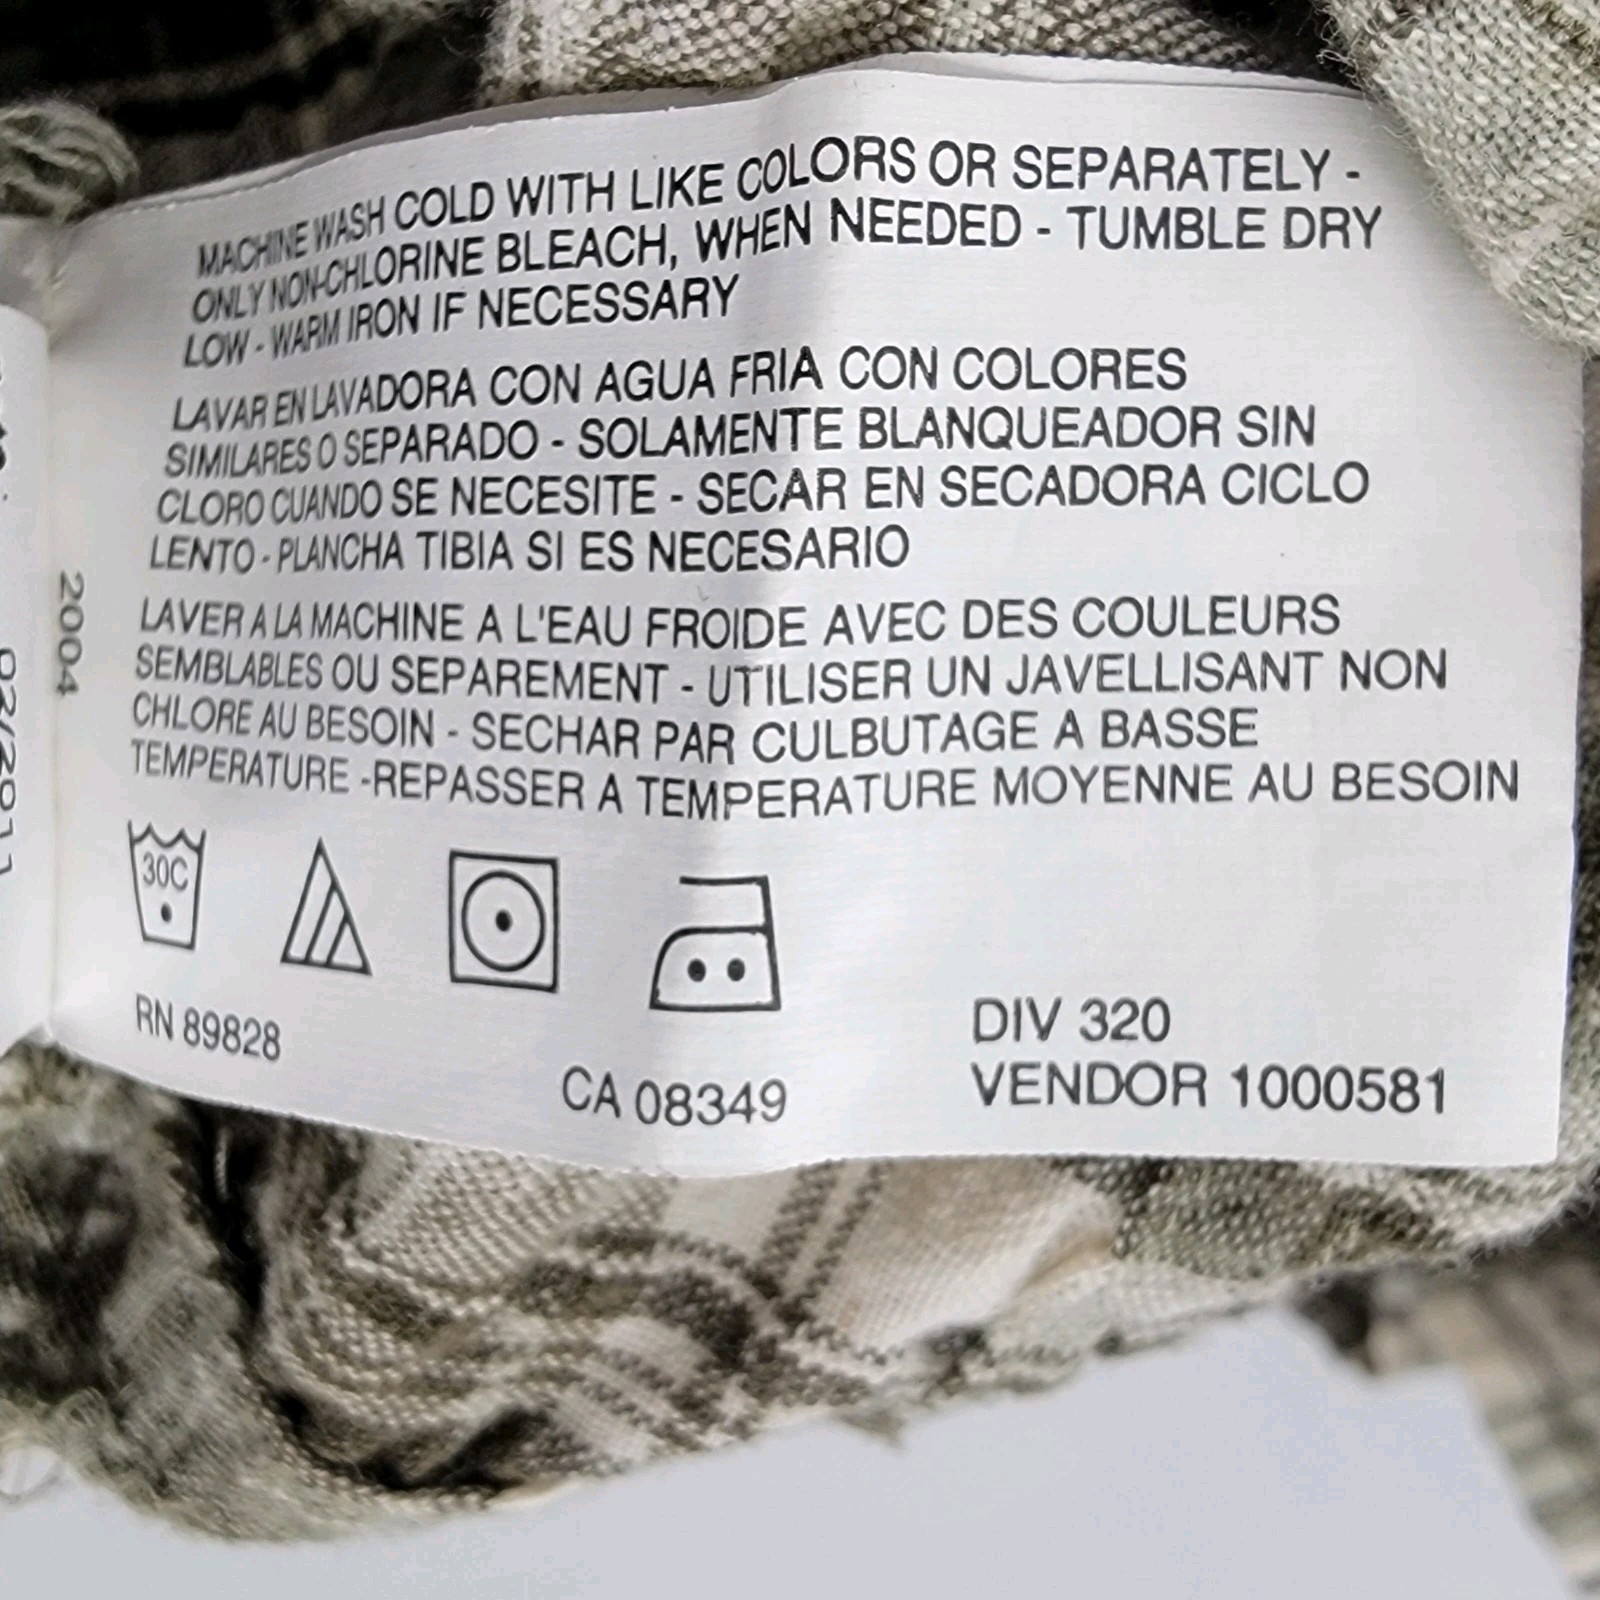 MACHINE WASH COLD WITH LIKE COLORS OR SEPARATELY -
ONLY NON-CHLORINE BLEACH, WHEN NEEDED - TUMBLE DRY
LOW - WARM IRON IF NECESSARY
LAVAR EN LAVADORA CON AGUA FRIA CON COLORES
SIMILARES O SEPARADO - SOLAMENTE BLANQUEADOR SIN
CLORO CUANDO SE NECESITE - SECAR EN SECADORA CICLO
LENTO - PLANCHA TIBIA SI ES NECESARIO
LAVER A LA MACHINE A L'EAU FROIDE AVEC DES COULEURS
SEMBLABLES OU SEPAREMENT - UTILISER UN JAVELLISANT NON
CHLORE AU BESOIN - SECHAR PAR CULBUTAGE A BASSE
TEMPERATURE -REPASSER A TEMPERATURE MOYENNE AU BESOIN
30C
RN 89828
CA 08349
DIV 320
VENDOR 1000581
2004